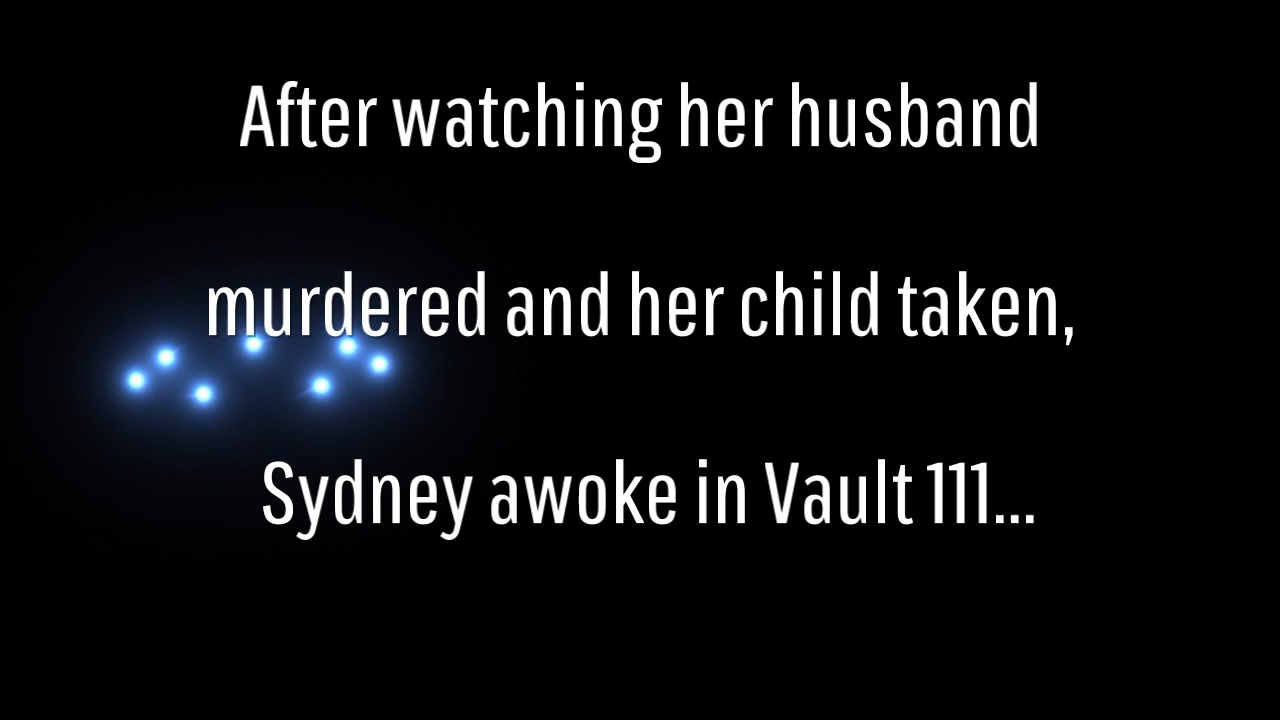 After watching her husband
murdered and her child taken,
Sydney awoke in Vault 111...